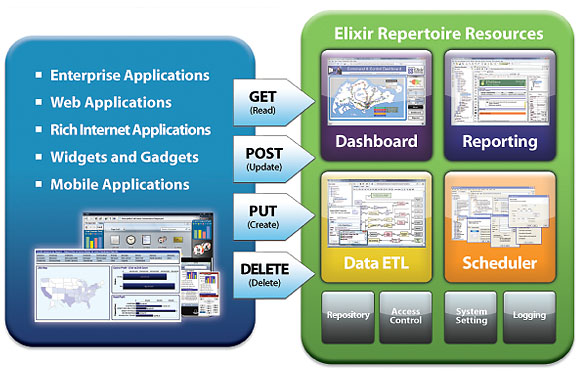 Enterprise Applications
Web Applications
Rich Internet Applications
Widgets and Gadgets
Mobile Applications
GET
(Read)
POST
(Update)
PUT
(Create)
DELETE
(Delete)
Elixir Repertoire Resources
Dashboard
Reporting
Data ETL
Scheduler
Repository
Access
Control
System
Setting
Logging